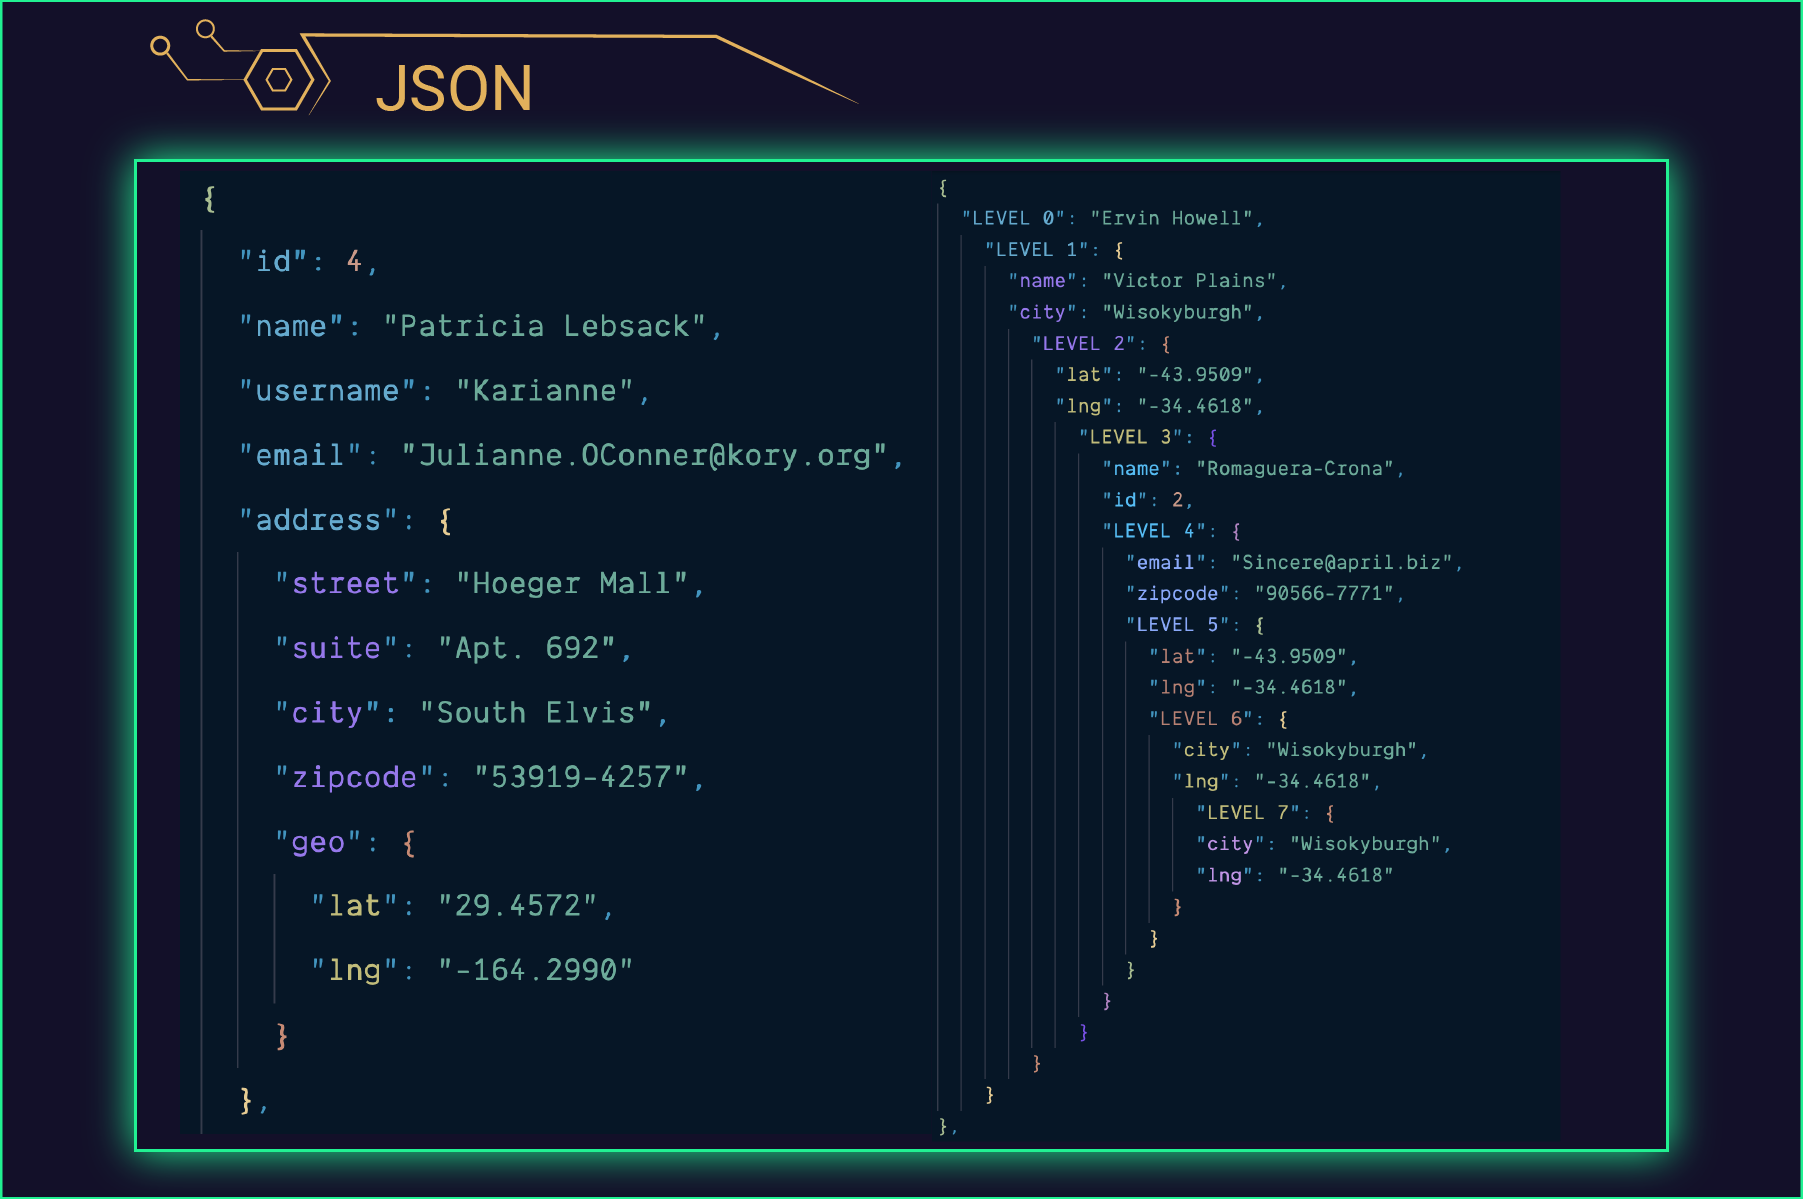 JSON
{
"id": 4,
"name": "Patricia Lebsack",
"username": "Karianne",
"email": "Julianne.OConner@kory.org",
"address": {
"street": "Hoeger Mall",
"suite": "Apt. 692",
"city": "South Elvis",
"zipcode": "53919-4257",
"geo": {
"lat": "29.4572",
"lng": "-164.2990"
}
},
{
"LEVEL 0": "Ervin Howell",
"LEVEL 1": {
"name": "Victor Plains",
"city": "Wisokyburgh",
"LEVEL 2": {
"lat": "-43.9509",
"lng": "-34.4618",
"LEVEL 3": {
"name": "Romaguera-Crona",
"id": 2,
"LEVEL 4": {
"email": "Sincere@april.biz",
"zipcode": "90566-7771",
"LEVEL 5": {
"lat": "-43.9509",
"lng": "-34.4618",
"LEVEL 6": {
"city": "Wisokyburgh",
"lng": "-34.4618",
"LEVEL 7": {
"city": "Wisokyburgh",
"lng": "-34.4618"
}
}
}
}
}
}
}
},